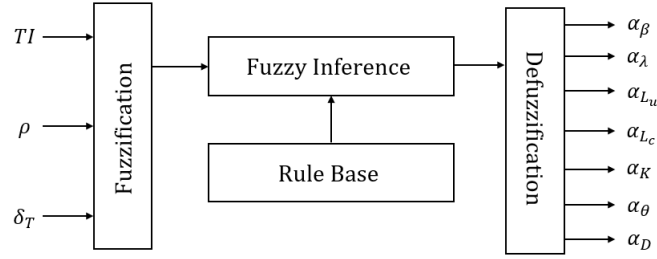 TI
ρ
δ_T
Fuzzification
Fuzzy Inference
Rule Base
Defuzzification
α_β
α_λ
α_{L_u}
α_{L_c}
α_K
α_θ
α_D